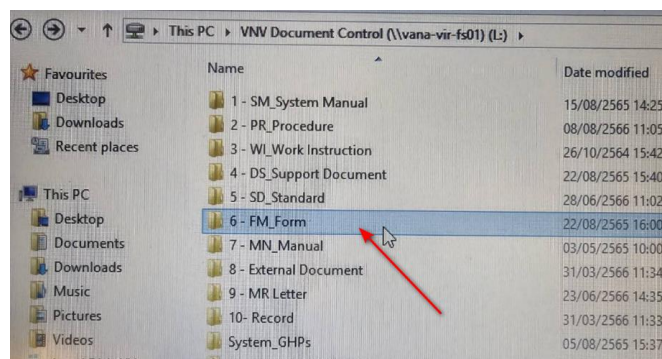 This PC ▸ VNV Document Control (\\vana-vir-fs01) (L:) ▸
Favourites
Desktop
Downloads
Recent places
This PC
Desktop
Documents
Downloads
Music
Pictures
Videos
Name Date modified
1 - SM_System Manual 15/08/2565 14:25
2 - PR_Procedure 08/08/2566 11:05
3 - WI_Work Instruction 26/10/2564 15:42
4 - DS_Support Document 22/08/2565 15:40
5 - SD_Standard 28/06/2566 11:02
6 - FM_Form 22/08/2565 16:00
7 - MN_Manual 03/05/2565 10:00
8 - External Document 31/03/2566 11:34
9 - MR Letter 23/06/2566 14:35
10- Record 31/03/2566 11:33
System_GHPs 05/08/2565 15:37